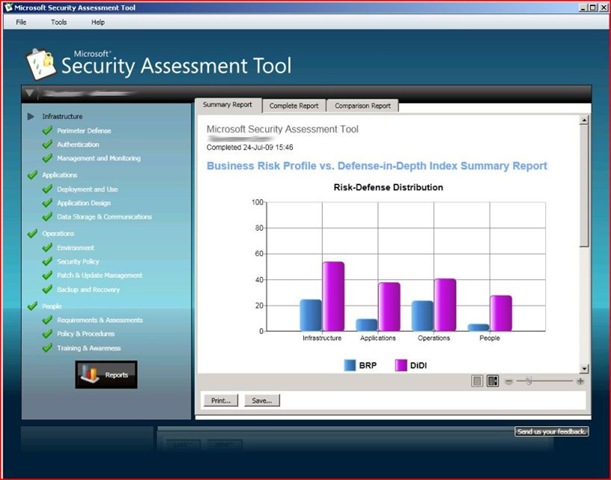 Microsoft Security Assessment Tool
File Tools Help
Microsoft®
Security Assessment Tool
Infrastructure
Perimeter Defense
Authentication
Management and Monitoring
Applications
Deployment and Use
Application Design
Data Storage & Communications
Operations
Environment
Security Policy
Patch & Update Management
Backup and Recovery
People
Requirements & Assessments
Policy & Procedures
Training & Awareness
Reports
Summary Report Complete Report Comparison Report
Microsoft Security Assessment Tool
Completed 24-Jul-09 15:46
Business Risk Profile vs. Defense-in-Depth Index Summary Report
Risk-Defense Distribution
100
80
60
40
20
0
Infrastructure Applications Operations People
BRP DiDI
Print... Save...
Send us your feedback.